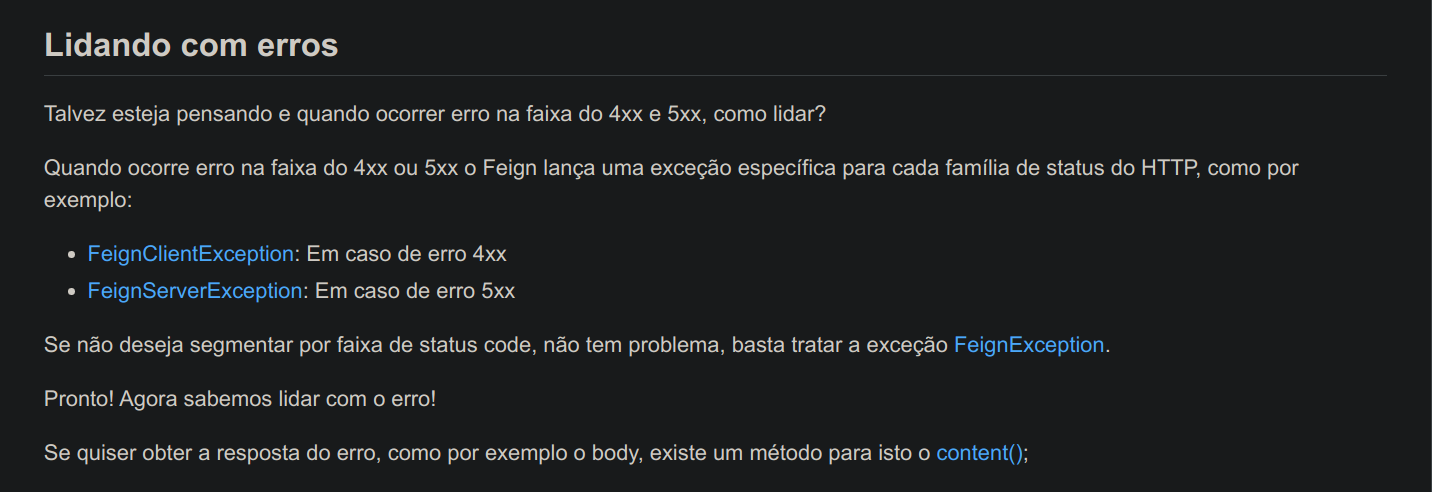 Lidando com erros
Talvez esteja pensando e quando ocorrer erro na faixa do 4xx e 5xx, como lidar?
Quando ocorre erro na faixa do 4xx ou 5xx o Feign lança uma exceção específica para cada família de status do HTTP, como por
exemplo:
• FeignClientException: Em caso de erro 4xx
• FeignServerException: Em caso de erro 5xx
Se não deseja segmentar por faixa de status code, não tem problema, basta tratar a exceção FeignException.
Pronto! Agora sabemos lidar com o erro!
Se quiser obter a resposta do erro, como por exemplo o body, existe um método para isto o content();